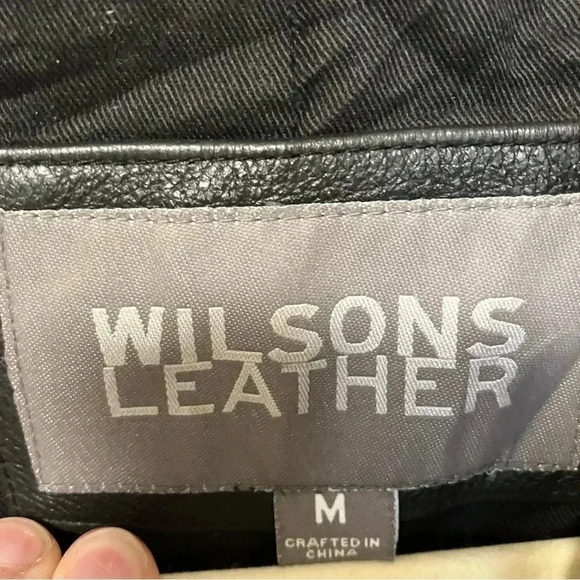 WILSONS
LEATHER
M
CRAFTED IN
CHINA